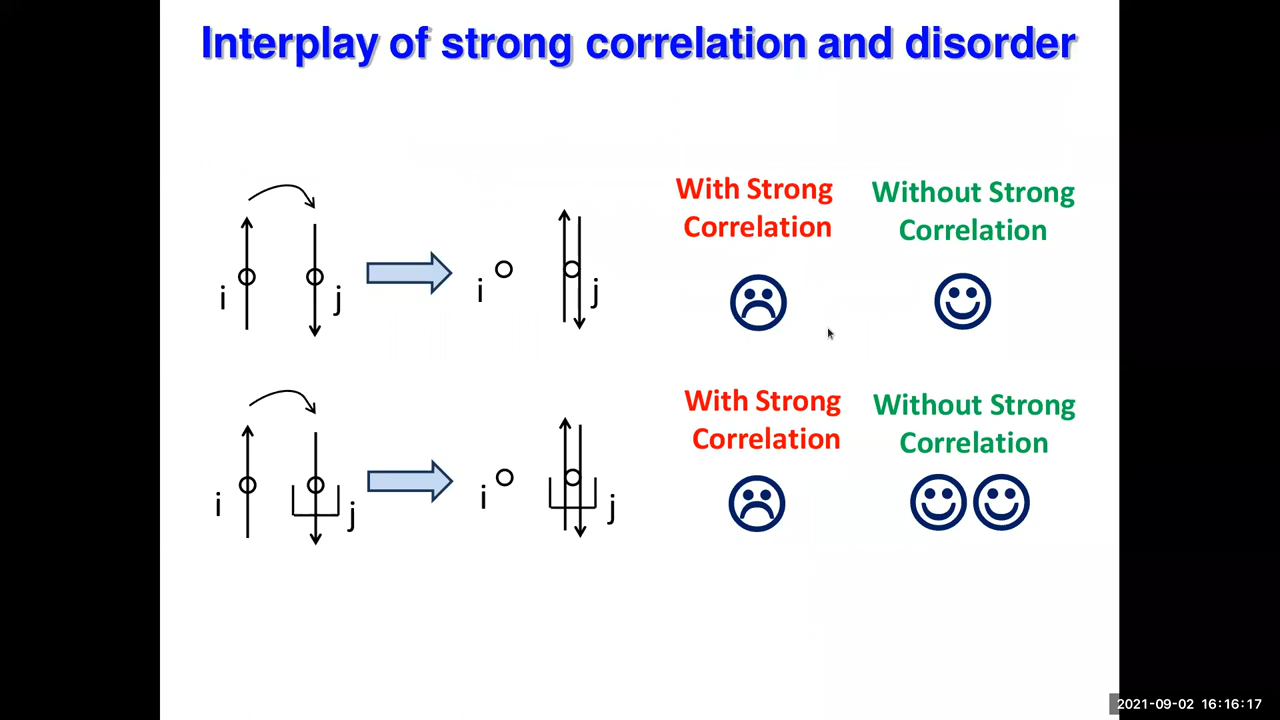 Interplay of strong correlation and disorder
With Strong
Correlation
Without Strong
Correlation
i
j
i
j
With Strong
Correlation
Without Strong
Correlation
i
j
i
j
2021-09-02 16:16:17